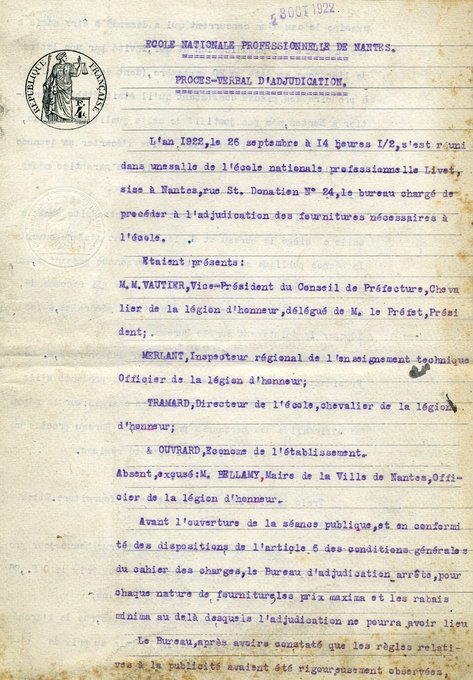 23 OCT 1922
ECOLE NATIONALE PROFESSIONNELLE DE NANTES.
PROCES-VERBAL D'ADJUDICATION.
REPUBLIQUE FRANÇAISE
L'an 1922, le 26 septembre à 14 heures 1/2, s'est réuni
dans unesalle de l'école nationale professionnelle Livet,
sise à Nantes, rue St. Donatien N° 24, le bureau chargé de
procéder à l'adjudication des fournitures nécessaires à
l'école.
Etaient présents:
M.M. VAUTIER, Vice-Président du Conseil de Préfecture, Cheva
lier de la légion d'honneur, délégué de M. le Préfet, Prési
dent;
MERLANT, Inspecteur régional de l'enseignement technique
Officier de la légion d'honneur;
TRAMARD, Directeur de l'école, chevalier de la légion
d'honneur;
& OUVRARD, Econome de l'établissement.
Absent, excusé: M. BELLAMY, Maire de la Ville de Nantes, Offi-
cier de la légion d'honneur.
Avant l'ouverture de la séance publique, et en conformi
té des dispositions de l'article 6 des conditions générales
du cahier des charges, le Bureau d'adjudication arrête, pour
chaque nature de fourniture, les prix maxima et les rabais
minima au delà desquels l'adjudication ne pourra avoir lieu
Le Bureau, après avoirs constaté que les règles relati-
ves à la publicité avaient été rigoureusement observées,